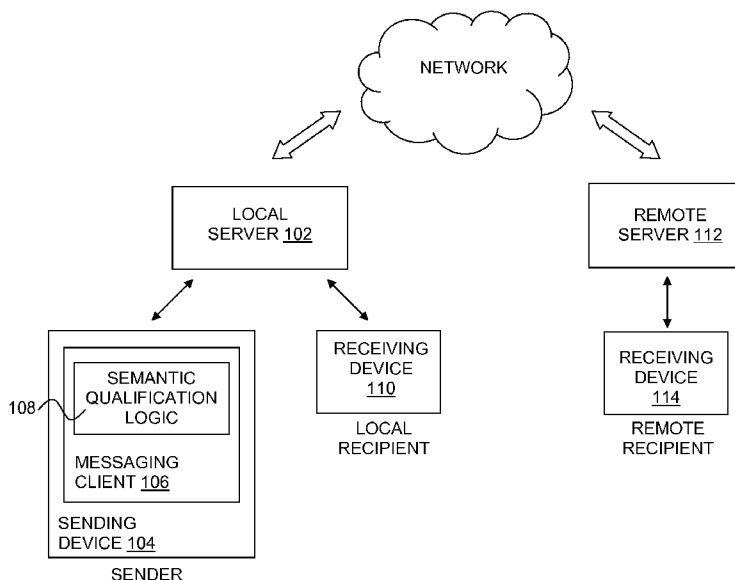 NETWORK
LOCAL
SERVER 102
REMOTE
SERVER 112
SEMANTIC
QUALIFICATION
LOGIC
108
MESSAGING
CLIENT 106
SENDING
DEVICE 104
SENDER
RECEIVING
DEVICE
110
LOCAL
RECIPIENT
RECEIVING
DEVICE
114
REMOTE
RECIPIENT